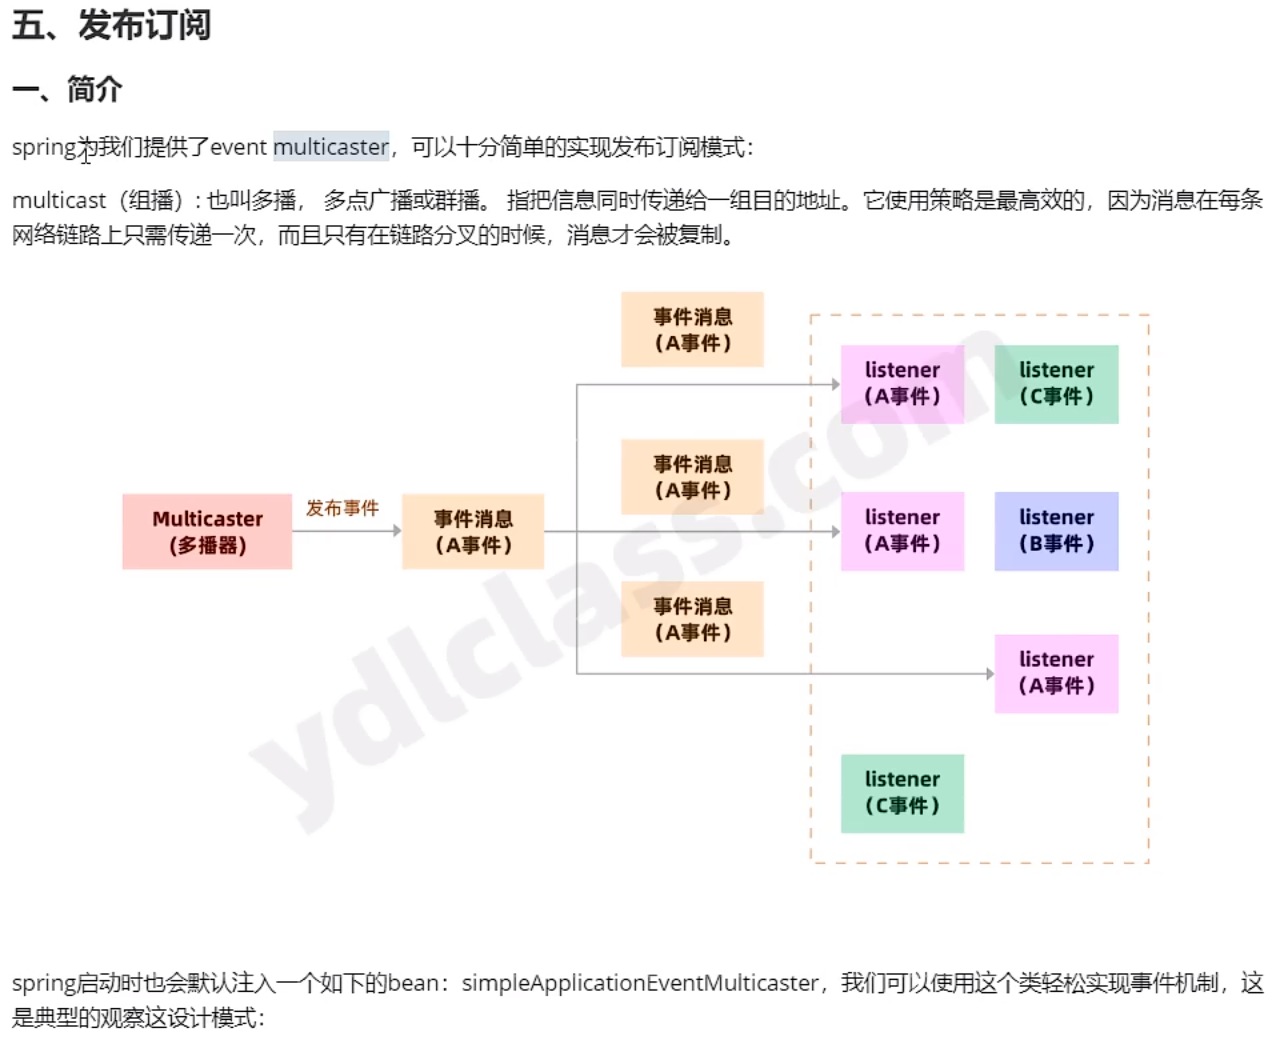 五、发布订阅
一、简介
spring为我们提供了event multicaster，可以十分简单的实现发布订阅模式：
multicast（组播）：也叫多播， 多点广播或群播。 指把信息同时传递给一组目的地址。它使用策略是最高效的，因为消息在每条
网络链路上只需传递一次，而且只有在链路分叉的时候，消息才会被复制。
事件消息
（A事件）
listener
（A事件）
listener
（C事件）
事件消息
（A事件）
Multicaster
(多播器)
发布事件
事件消息
（A事件）
listener
（A事件）
listener
（B事件）
事件消息
（A事件）
listener
（A事件）
listener
（C事件）
ydlclass.com
spring启动时也会默认注入一个如下的bean：simpleApplicationEventMulticaster，我们可以使用这个类轻松实现事件机制，这
是典型的观察这设计模式：